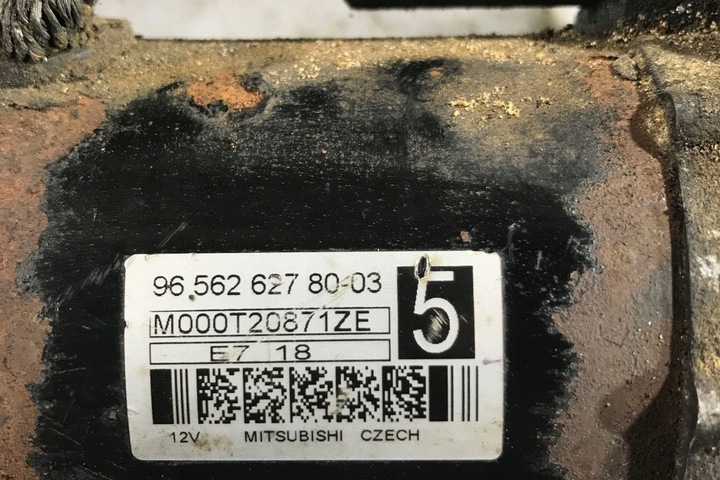 96 562 627 80-03
5
M000T20871ZE
E7 18
12V MITSUBISHI CZECH